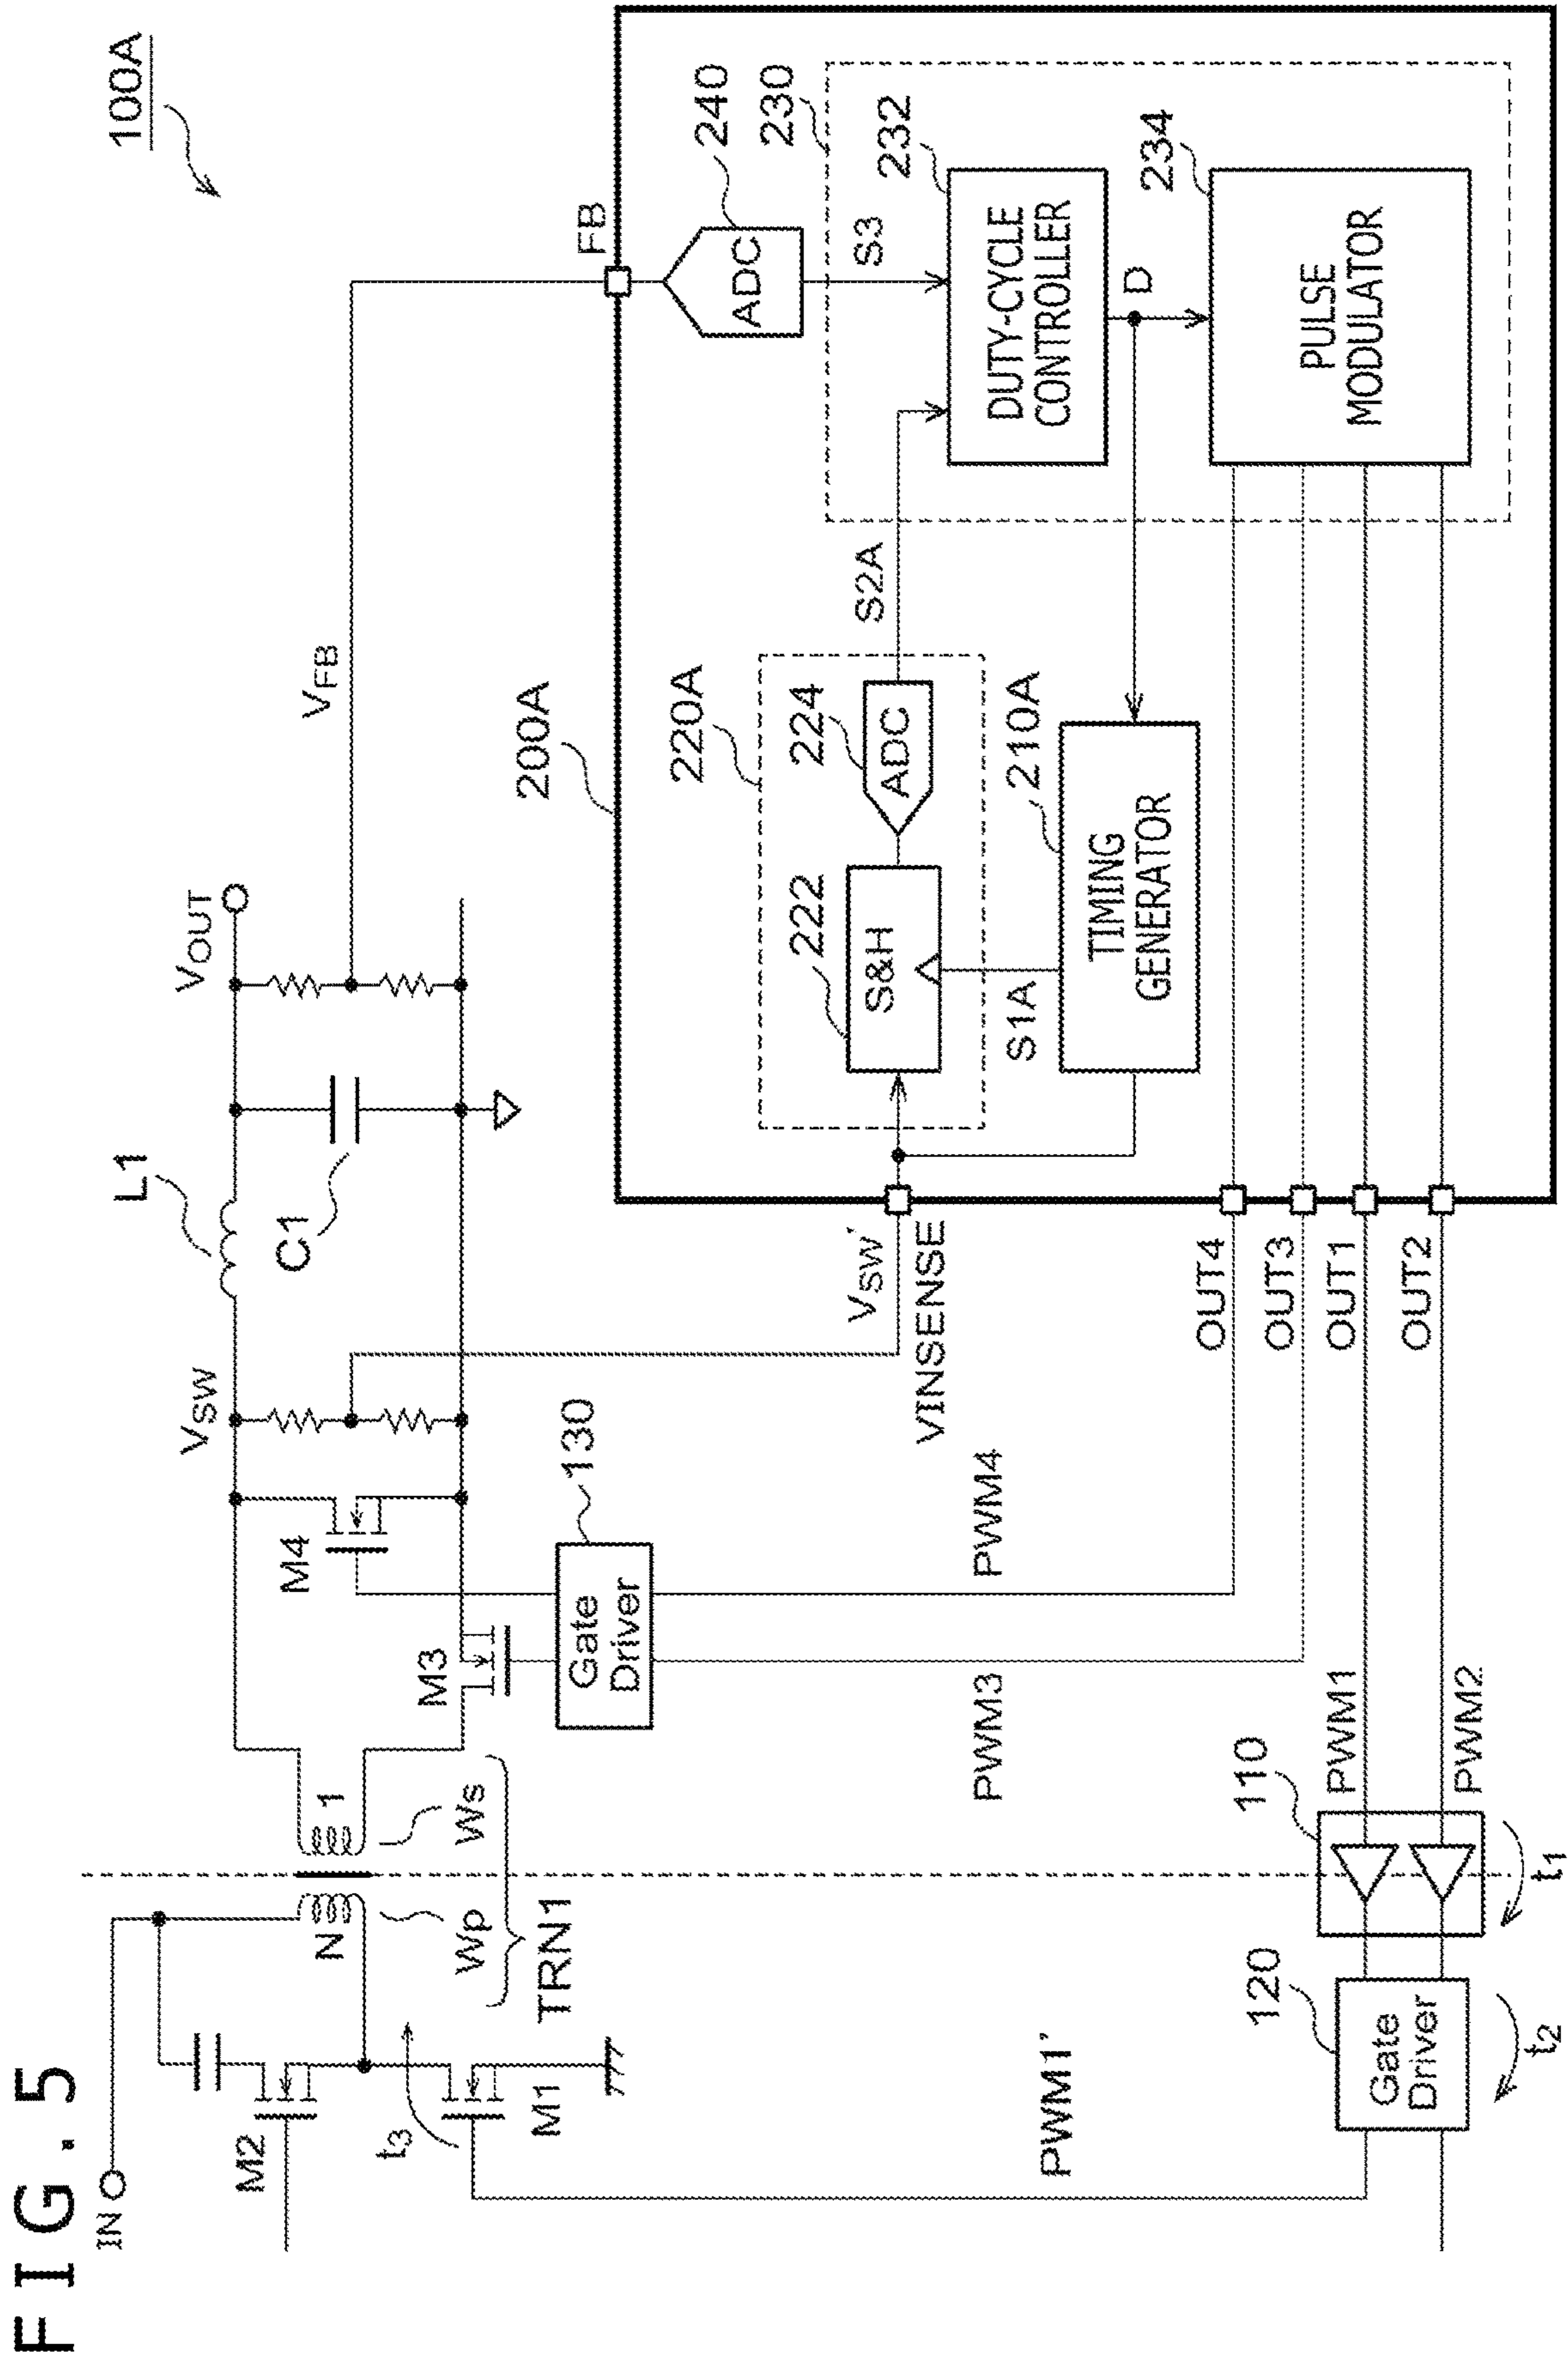 FIG.5
100A
IN
M2
t3
M1
N
1
Wp
Ws
TRN1
M3
M4
VSW
L1
C1
VOUT
VFB
Gate
Driver
130
VSW'
VINSENSE
PWM4
PWM3
200A
FB
ADC
240
S3
230
232
DUTY-CYCLE
CONTROLLER
D
234
PULSE
MODULATOR
220A
222
S&H
224
ADC
S2A
S1A
210A
TIMING
GENERATOR
OUT4
OUT3
OUT1
OUT2
PWM1
PWM2
110
t1
120
Gate
Driver
t2
PWM1'